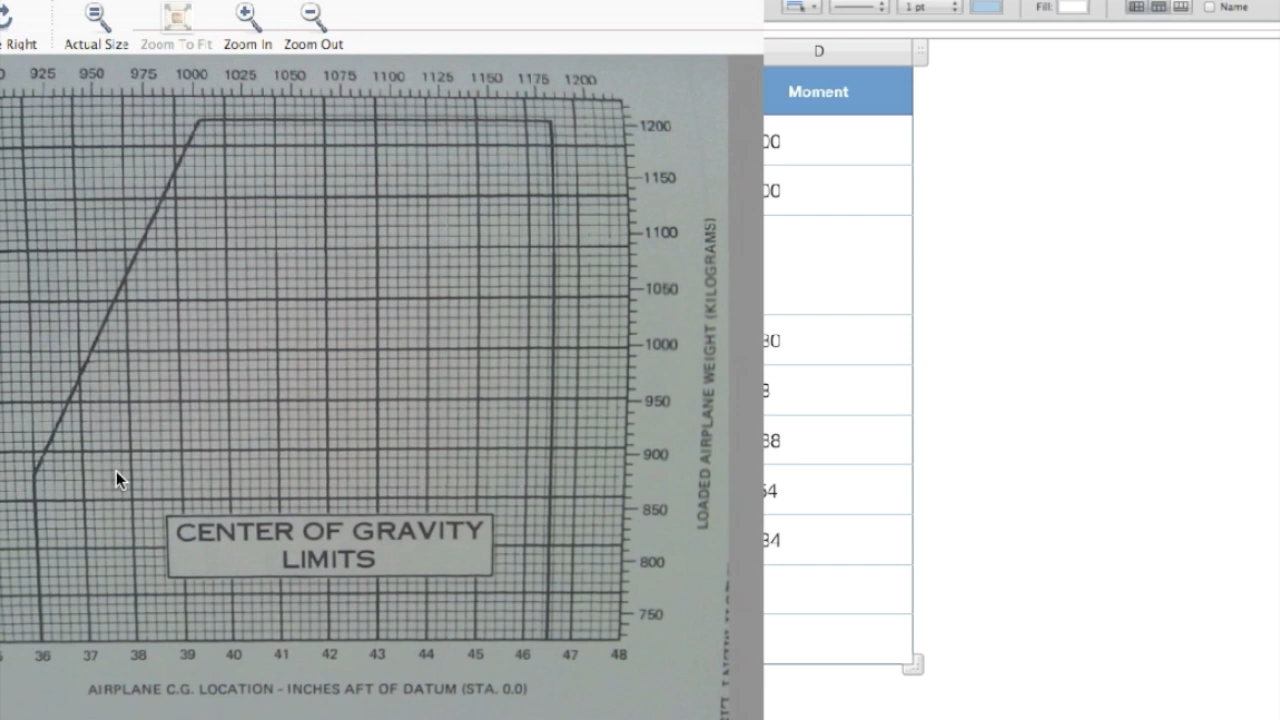 Right Actual Size Zoom To Fit Zoom In Zoom Out
1 pt Fill: Name
D
925 950 975 1000 1025 1050 1075 1100 1125 1150 1175 1200
Moment
1200
1150
1100
1050
1000
950
900
850
800
750
LOADED AIRPLANE WEIGHT (KILOGRAMS)
CENTER OF GRAVITY
LIMITS
36 37 38 39 40 41 42 43 44 45 46 47 48
AIRPLANE C.G. LOCATION - INCHES AFT OF DATUM (STA. 0.0)